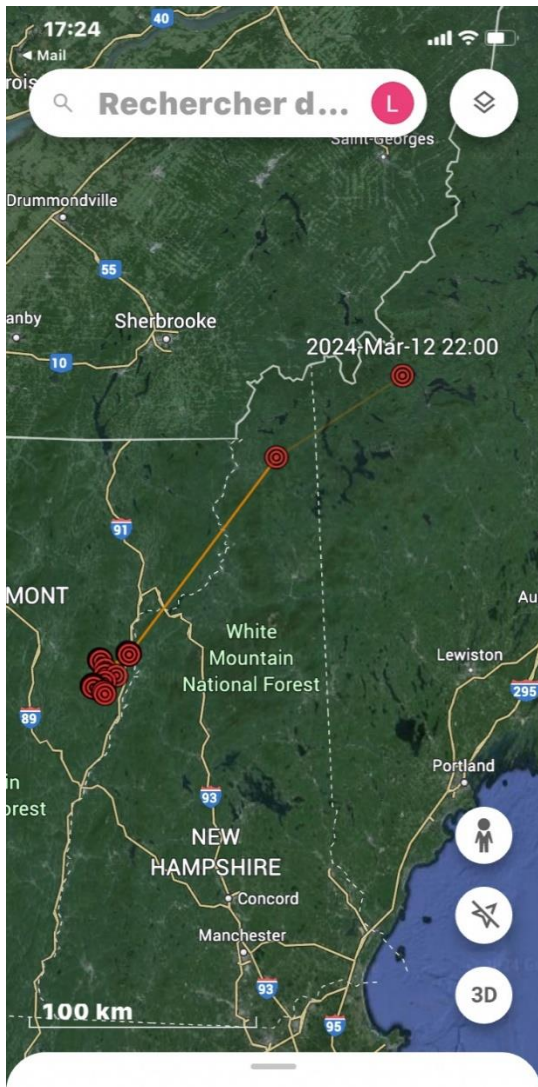 17:24
40
Mail
Rechercher d...
L
Saint-Georges
Drummondville
55
anby
Sherbrooke
10
2024-Mar-12 22:00
91
MONT
White
Mountain
National Forest
Lewiston
295
89
Portland
in
orest
93
NEW
HAMPSHIRE
Concord
Manchester
93
3D
100 km
95